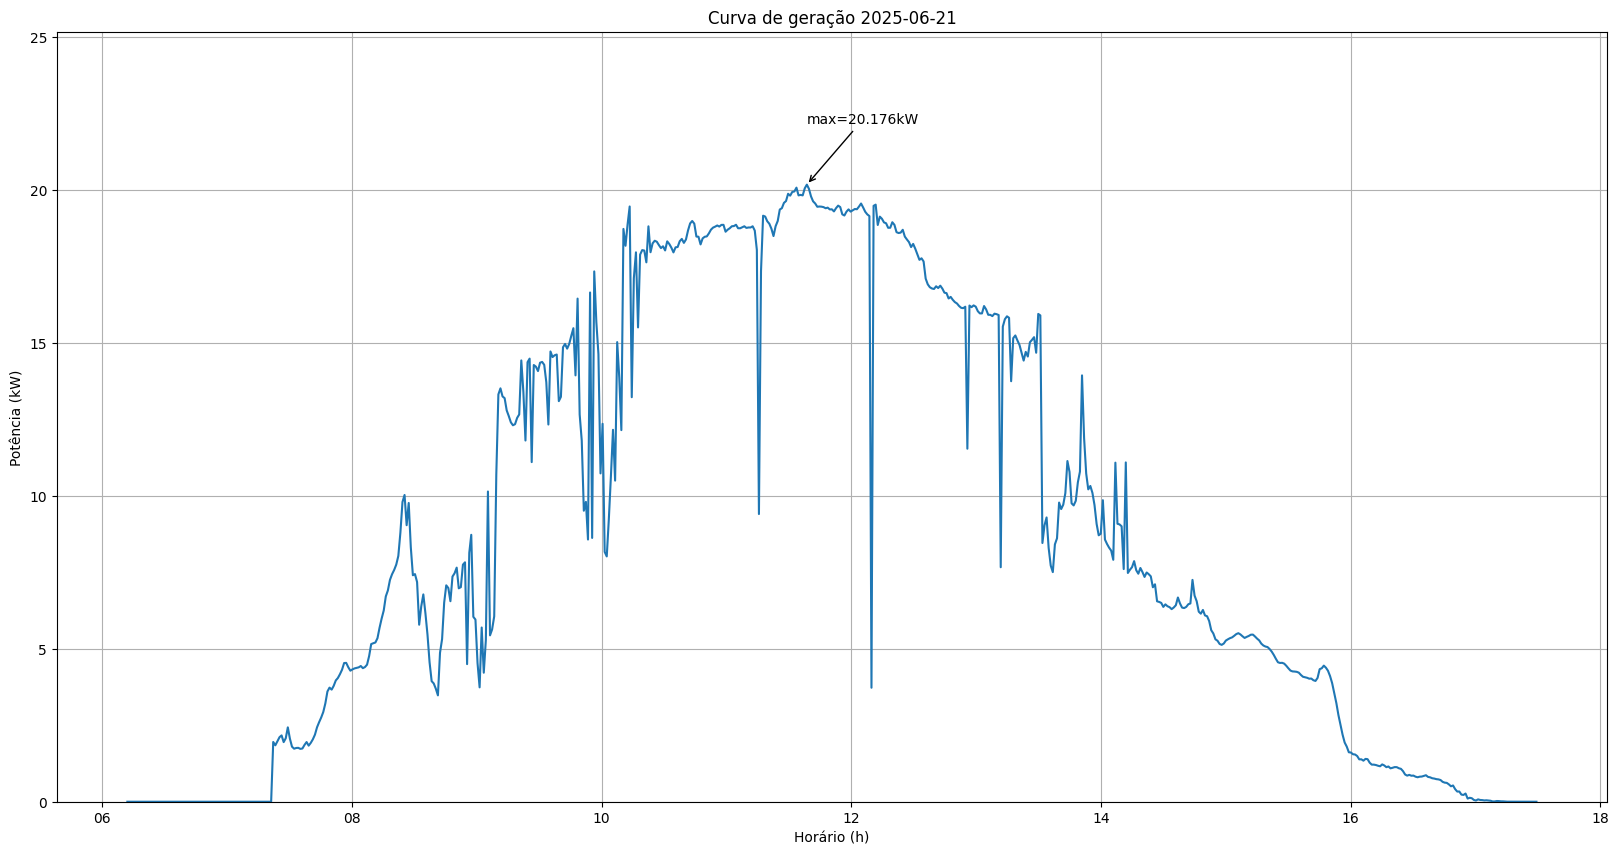 Curva de geração 2025-06-21
25
max=20.176kW
20
15
Potência (kW)
10
5
0
06 08 10 12 14 16 18
Horário (h)